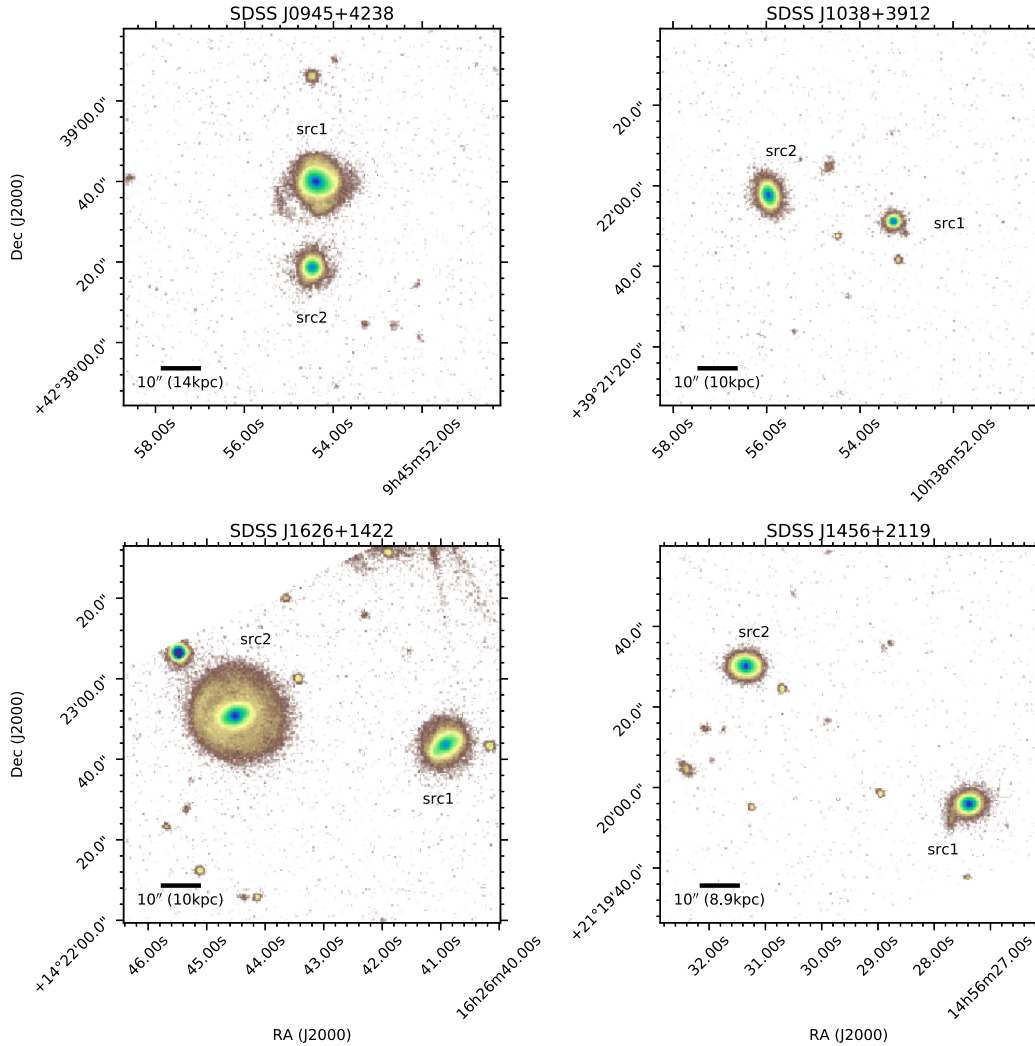 SDSS J0945+4238
SDSS J1038+3912
39'00.0"
40.0"
20.0"
+42°38'00.0"
Dec (J2000)
src1
src2
10″ (14kpc)
58.00s
56.00s
54.00s
9h45m52.00s
20.0"
22'00.0"
40.0"
+39°21'20.0"
src2
src1
10″ (10kpc)
58.00s
56.00s
54.00s
10h38m52.00s
SDSS J1626+1422
SDSS J1456+2119
20.0"
23'00.0"
40.0"
20.0"
+14°22'00.0"
Dec (J2000)
src2
src1
10″ (10kpc)
46.00s
45.00s
44.00s
43.00s
42.00s
41.00s
16h26m40.00s
RA (J2000)
40.0"
20.0"
20'00.0"
+21°19'40.0"
src2
src1
10″ (8.9kpc)
32.00s
31.00s
30.00s
29.00s
28.00s
14h56m27.00s
RA (J2000)